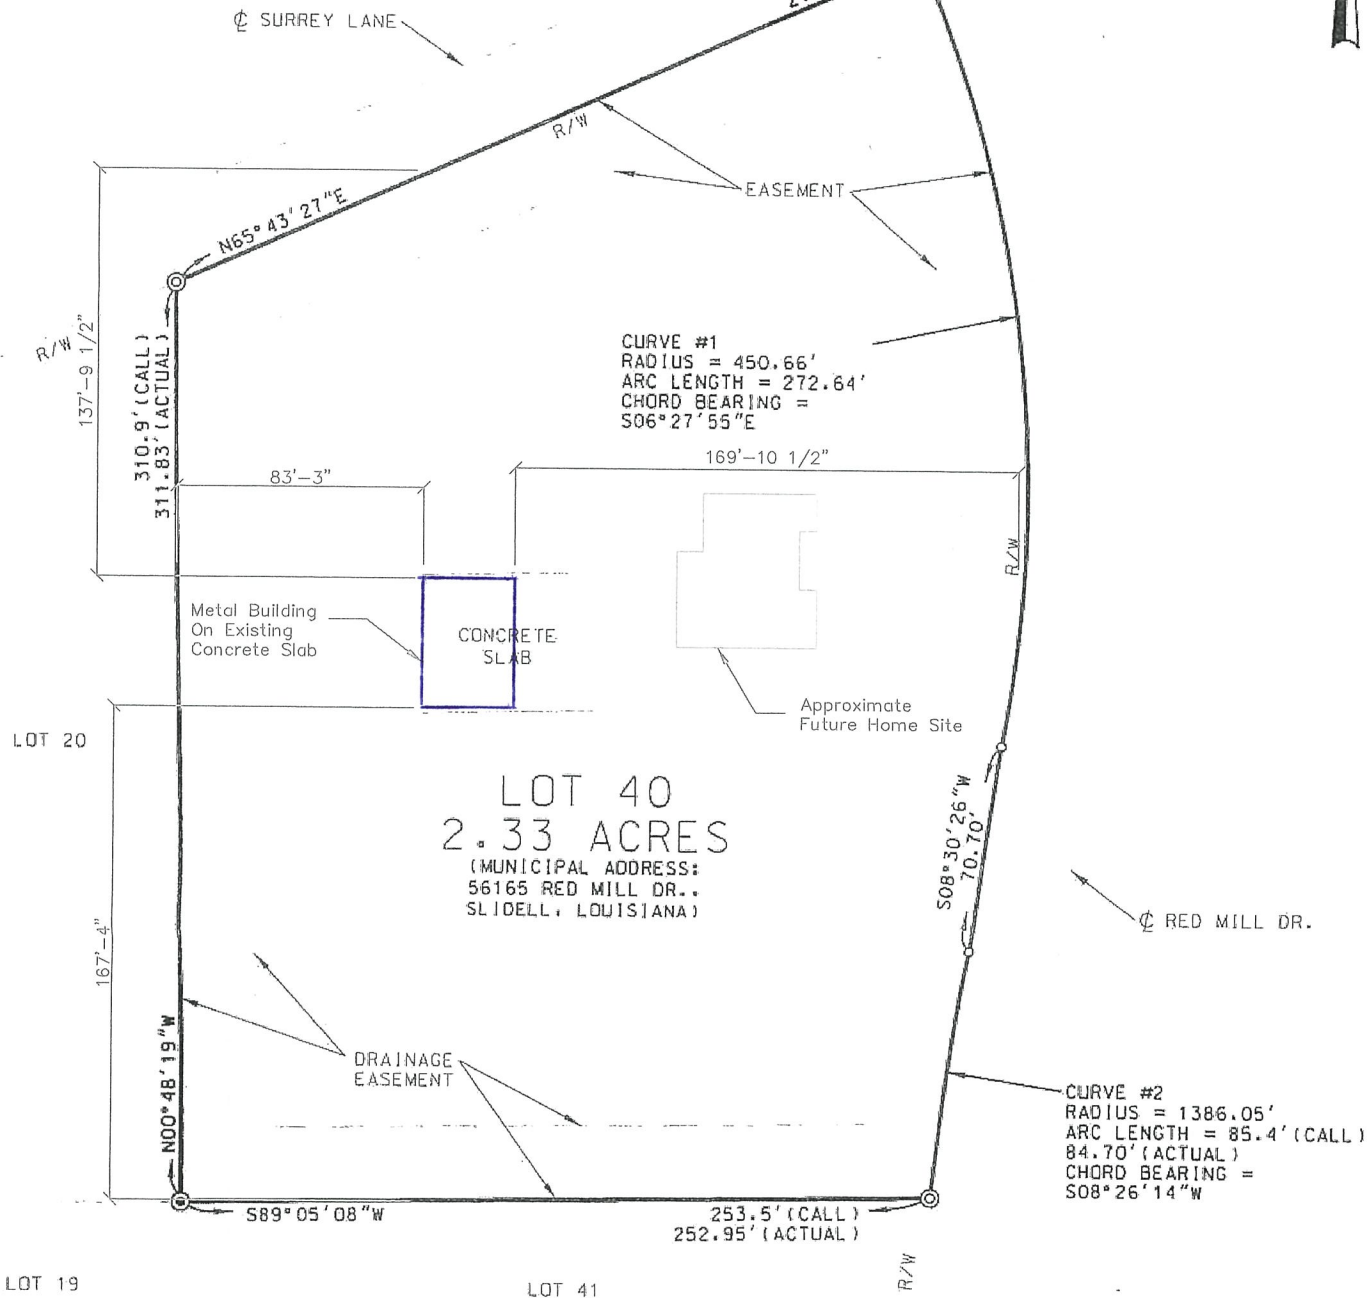 ℄ SURREY LANE
R/W
EASEMENT
N65°43'27"E
R/W
137'-9 1/2"
310.9'(CALL)
311.83'(ACTUAL)
CURVE #1
RADIUS = 450.66'
ARC LENGTH = 272.64'
CHORD BEARING =
S06°27'55"E
83'-3"
169'-10 1/2"
R/W
Metal Building
On Existing
Concrete Slab
CONCRETE
SLAB
Approximate
Future Home Site
LOT 20
LOT 40
2.33 ACRES
(MUNICIPAL ADDRESS:
56165 RED MILL DR.,
SLIDELL, LOUISIANA)
S08°30'26"W
70.70'
℄ RED MILL DR.
167'-4"
N00°48'19"W
DRAINAGE
EASEMENT
CURVE #2
RADIUS = 1386.05'
ARC LENGTH = 85.4'(CALL)
84.70'(ACTUAL)
CHORD BEARING =
S08°26'14"W
S89°05'08"W
253.5'(CALL)
252.95'(ACTUAL)
R/W
LOT 19
LOT 41